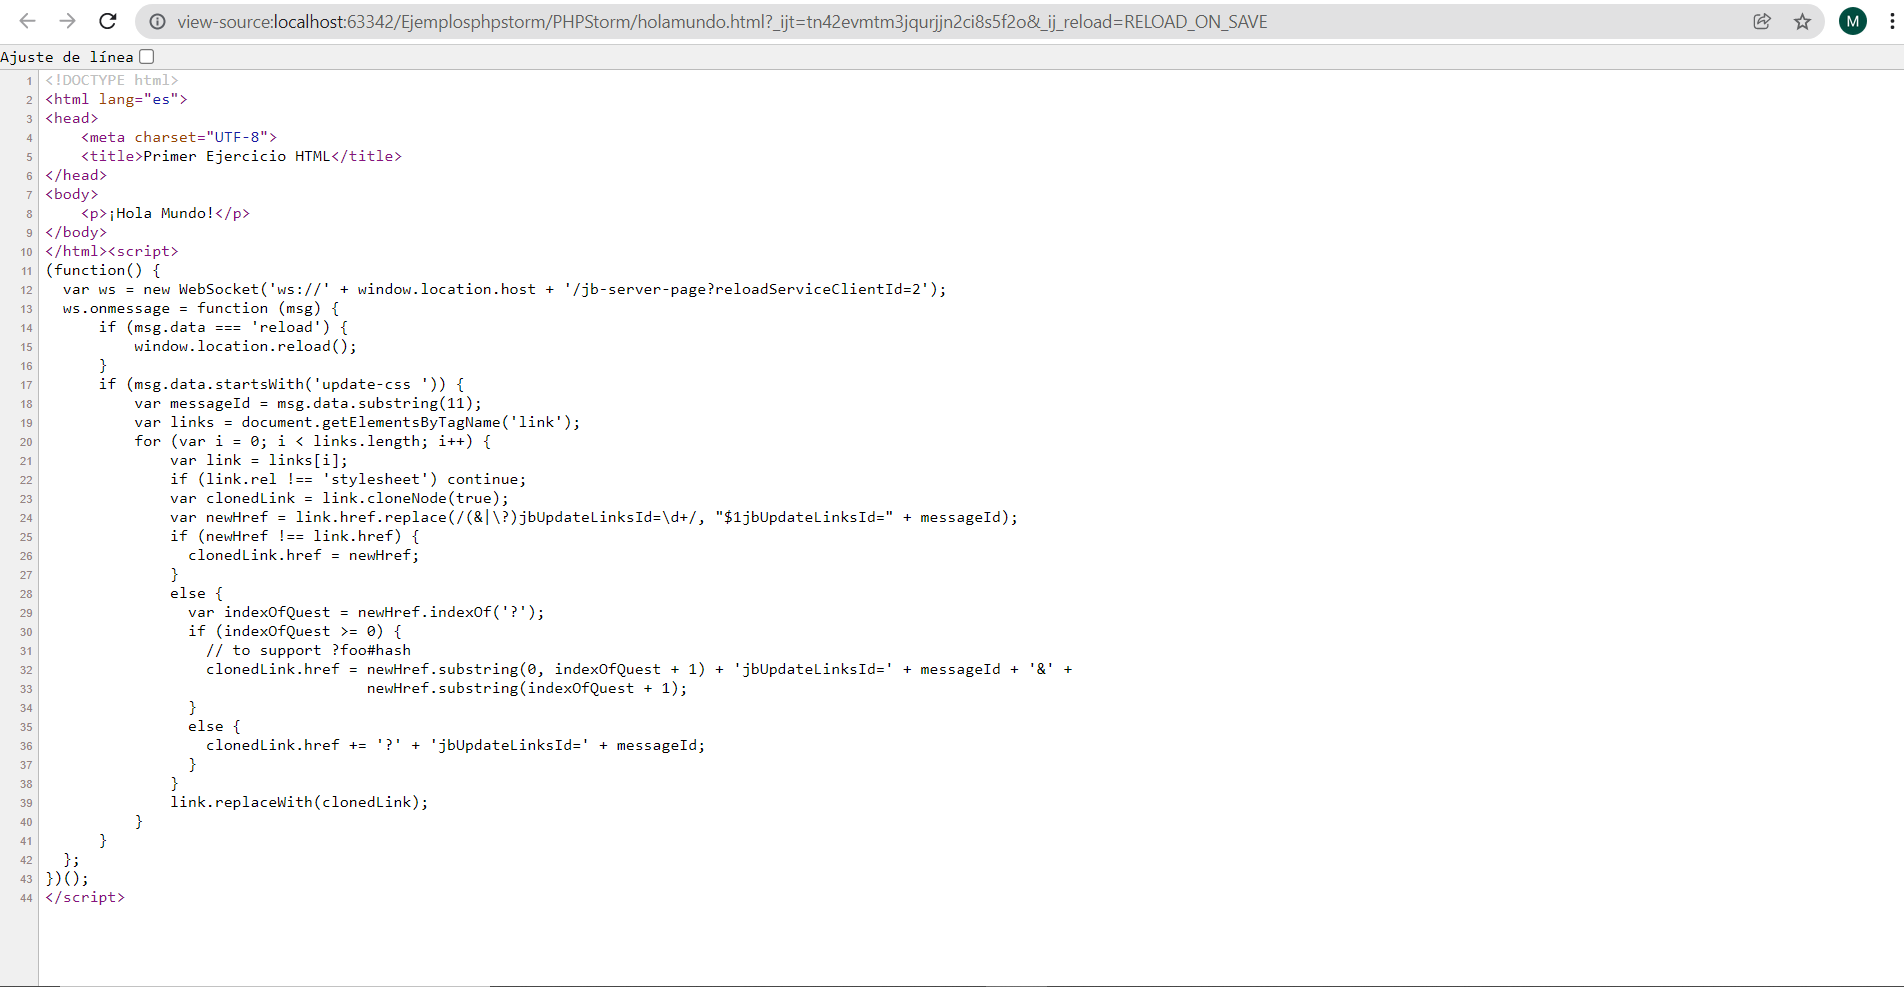 view-source:localhost:63342/Ejemplosphpstorm/PHPStorm/holamundo.html?_ijt=tn42evmtm3jqurjjn2ci8s5f2o&_ij_reload=RELOAD_ON_SAVE
M
Ajuste de línea
1 <!DOCTYPE html>
2 <html lang="es">
3 <head>
4     <meta charset="UTF-8">
5     <title>Primer Ejercicio HTML</title>
6 </head>
7 <body>
8     <p>¡Hola Mundo!</p>
9 </body>
10 </html><script>
11 (function() {
12   var ws = new WebSocket('ws://' + window.location.host + '/jb-server-page?reloadServiceClientId=2');
13   ws.onmessage = function (msg) {
14       if (msg.data === 'reload') {
15           window.location.reload();
16       }
17       if (msg.data.startsWith('update-css ')) {
18           var messageId = msg.data.substring(11);
19           var links = document.getElementsByTagName('link');
20           for (var i = 0; i < links.length; i++) {
21               var link = links[i];
22               if (link.rel !== 'stylesheet') continue;
23               var clonedLink = link.cloneNode(true);
24               var newHref = link.href.replace(/(&|\?)jbUpdateLinksId=\d+/, "$1jbUpdateLinksId=" + messageId);
25               if (newHref !== link.href) {
26                 clonedLink.href = newHref;
27               }
28               else {
29                 var indexOfQuest = newHref.indexOf('?');
30                 if (indexOfQuest >= 0) {
31                   // to support ?foo#hash
32                   clonedLink.href = newHref.substring(0, indexOfQuest + 1) + 'jbUpdateLinksId=' + messageId + '&' +
33                                     newHref.substring(indexOfQuest + 1);
34                 }
35                 else {
36                   clonedLink.href += '?' + 'jbUpdateLinksId=' + messageId;
37                 }
38               }
39               link.replaceWith(clonedLink);
40           }
41       }
42   };
43 })();
44 </script>